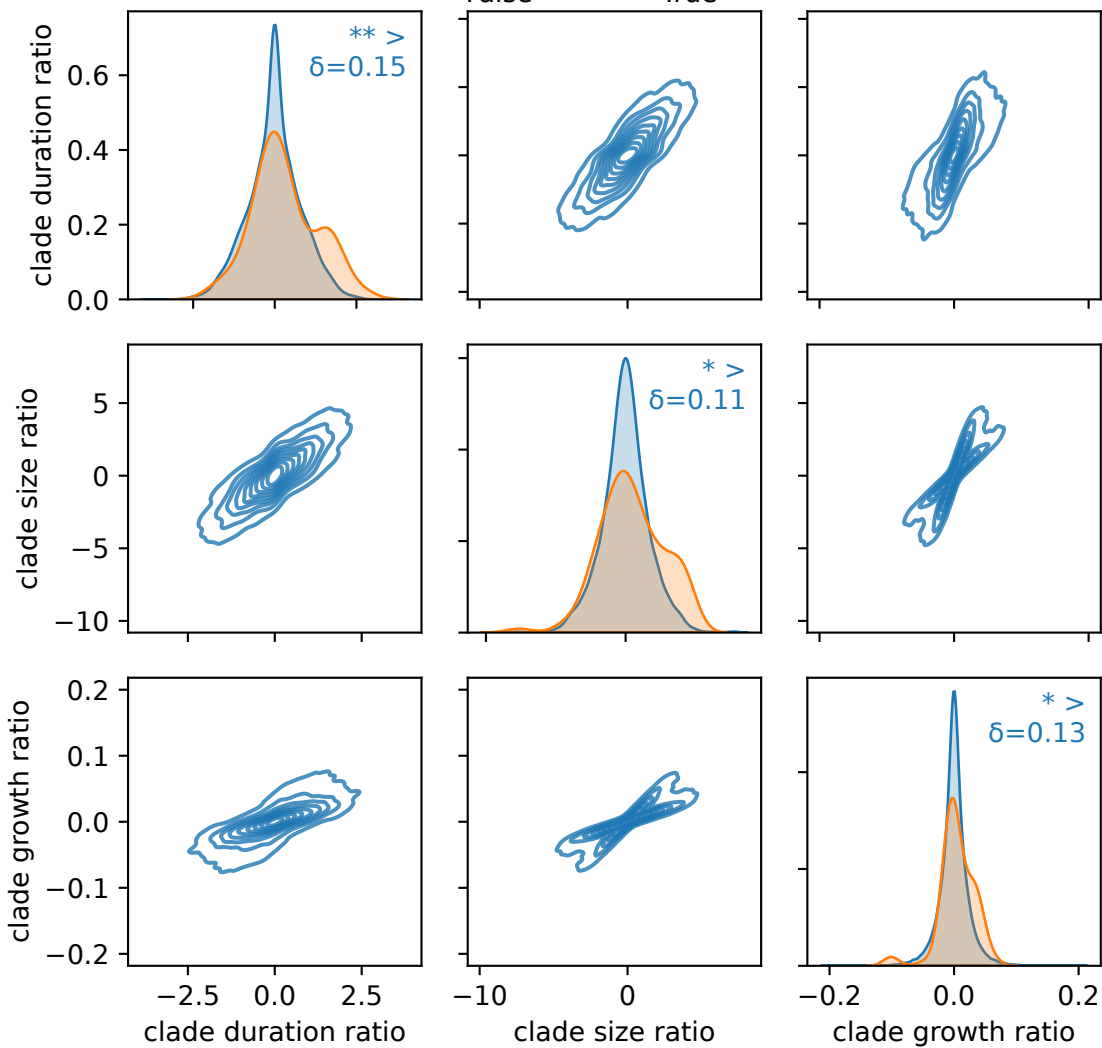 False True
clade duration ratio
0.6
0.4
0.2
0.0
** >
δ=0.15
clade size ratio
5
0
−5
−10
* >
δ=0.11
clade growth ratio
0.2
0.1
0.0
−0.1
−0.2
* >
δ=0.13
−2.5 0.0 2.5
−10 0
−0.2 0.0 0.2
clade duration ratio
clade size ratio
clade growth ratio